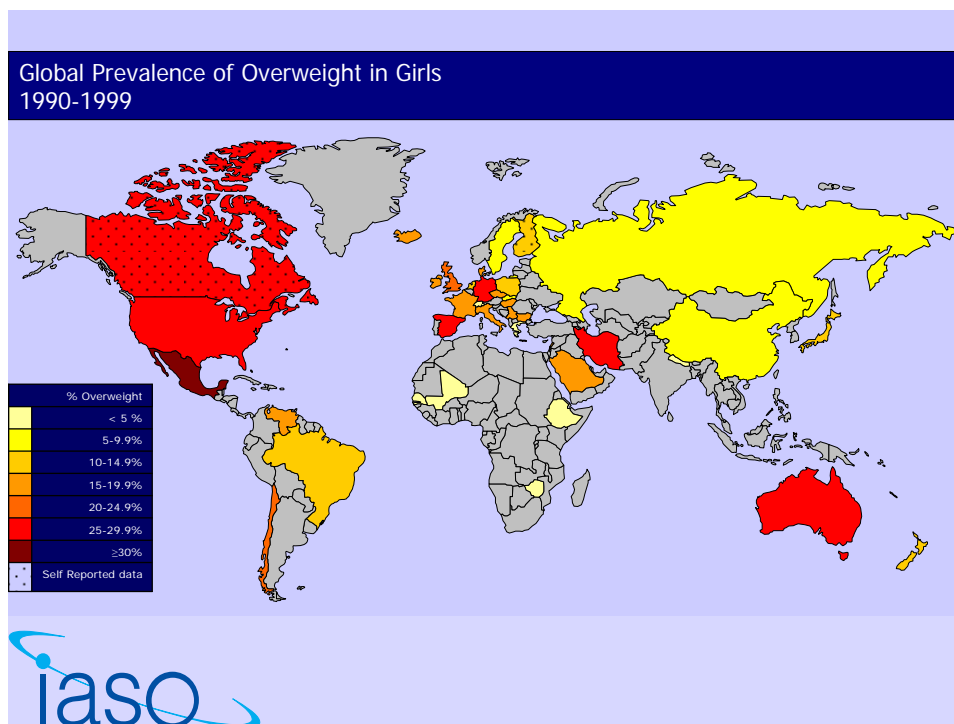 Global Prevalence of Overweight in Girls
1990-1999
% Overweight
< 5 %
5-9.9%
10-14.9%
15-19.9%
20-24.9%
25-29.9%
≥30%
Self Reported data
iaso